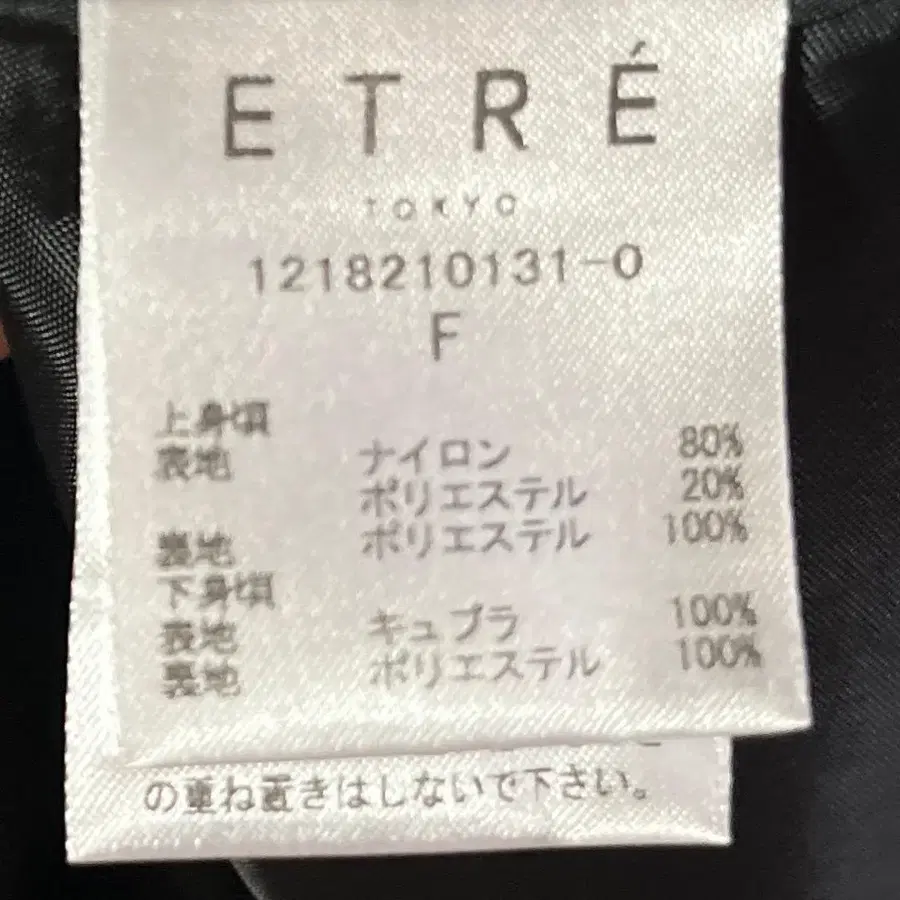 ETRÉ
TOKYO
1218210131-0
F
上身頃
表地 ナイロン 80%
ポリエステル 20%
裏地 ポリエステル 100%
下身頃
表地 キュプラ 100%
裏地 ポリエステル 100%
の重ね置きはしないで下さい。